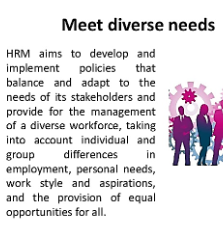 Meet diverse needs
HRM aims to develop and
implement policies that
balance and adapt to the
needs of its stakeholders and
provide for the management
of a diverse workforce, taking
into account individual and
group differences in
employment, personal needs,
work style and aspirations,
and the provision of equal
opportunities for all.